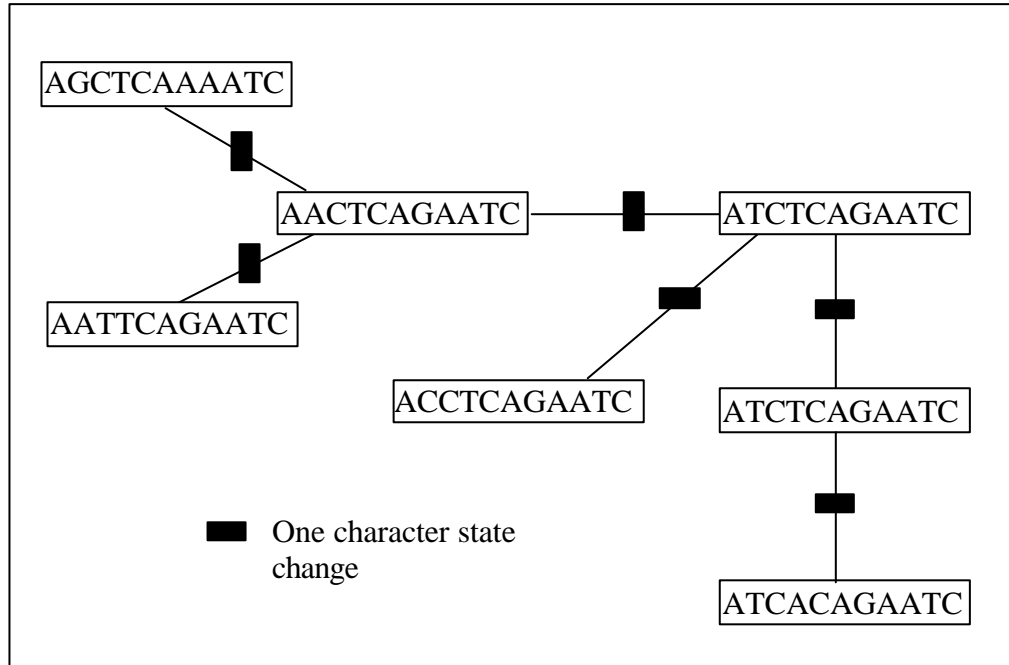 AGCTCAAAATC
AACTCAGAATC
ATCTCAGAATC
AATTCAGAATC
ACCTCAGAATC
ATCTCAGAATC
One character state
change
ATCACAGAATC